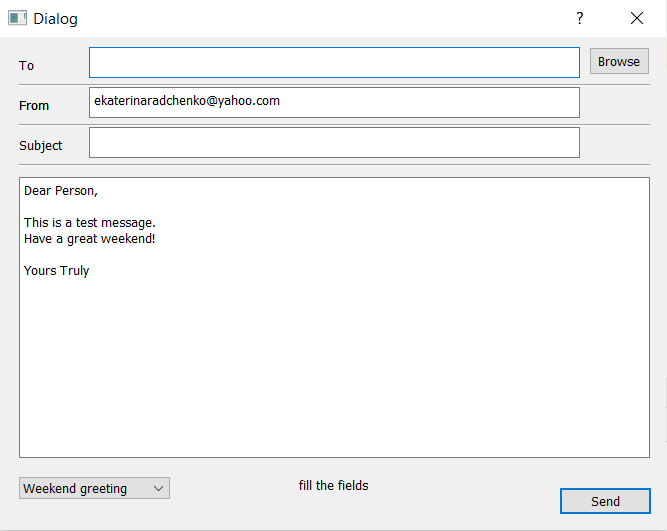 Dialog
?
To
Browse
From
ekaterinaradchenko@yahoo.com
Subject
Dear Person,
This is a test message.
Have a great weekend!
Yours Truly
Weekend greeting
fill the fields
Send